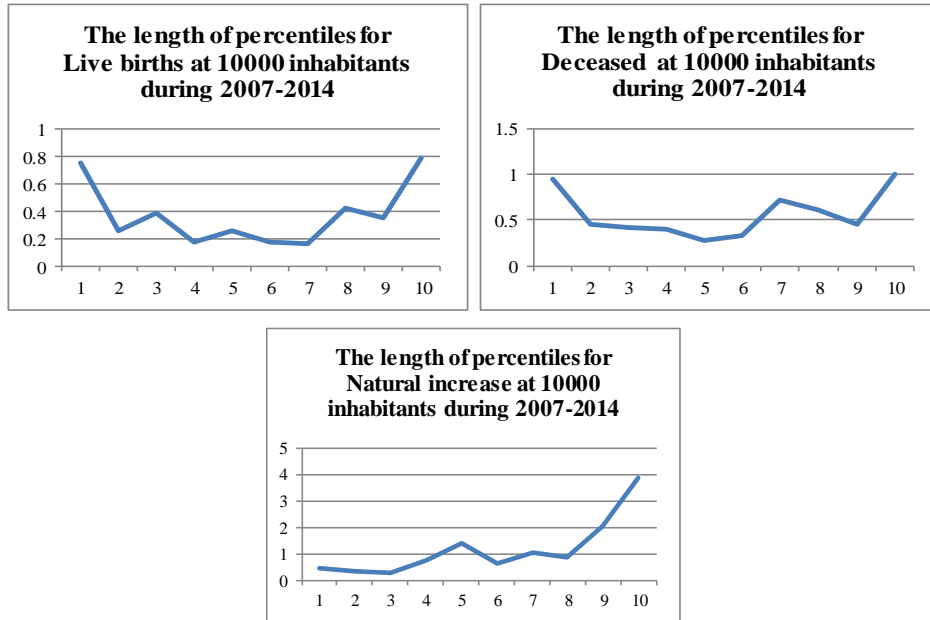 The length of percentiles for
Live births at 10000 inhabitants
during 2007-2014
1
0.8
0.6
0.4
0.2
0
1 2 3 4 5 6 7 8 9 10
The length of percentiles for
Deceased at 10000 inhabitants
during 2007-2014
1.5
1
0.5
0
1 2 3 4 5 6 7 8 9 10
The length of percentiles for
Natural increase at 10000
inhabitants during 2007-2014
5
4
3
2
1
0
1 2 3 4 5 6 7 8 9 10